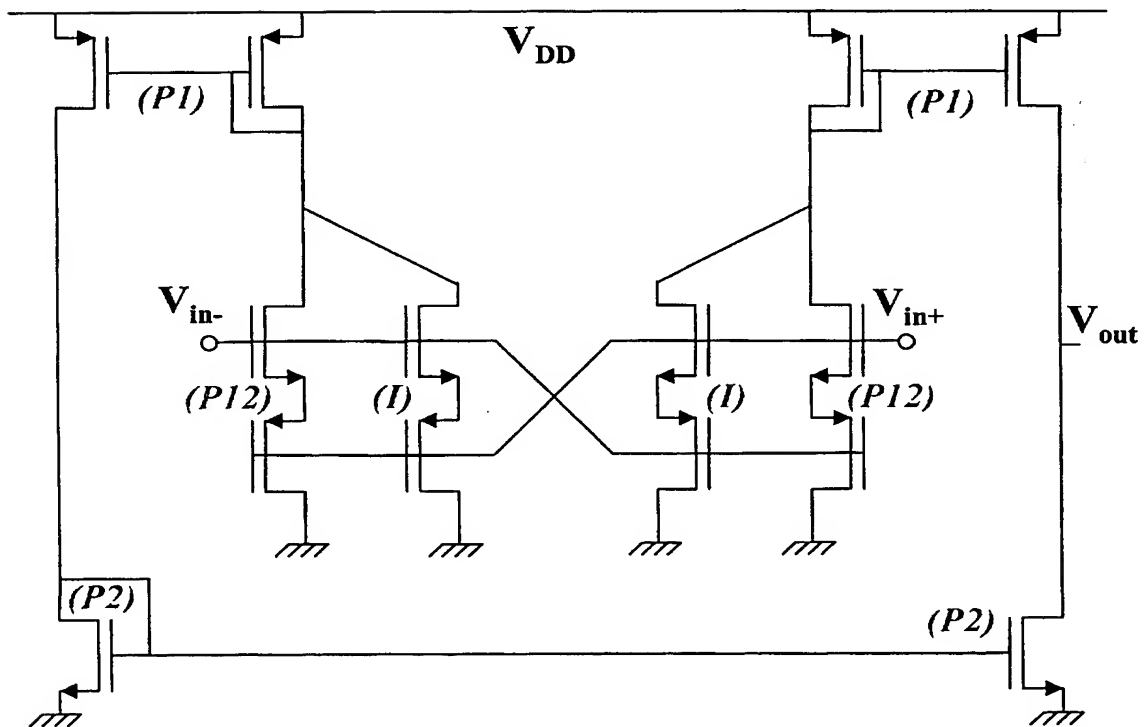 V_DD
(P1)
(P1)
V_in-
V_in+
V_out
(P12)
(I)
(I)
(P12)
(P2)
(P2)